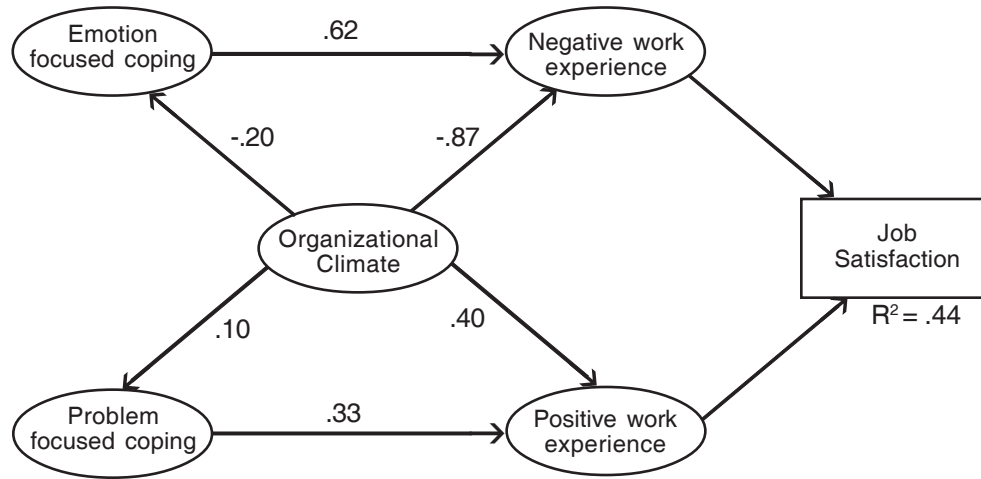 Emotion
focused coping
.62
Negative work
experience
-.20
-.87
Organizational
Climate
Job
Satisfaction
R² = .44
.10
.40
Problem
focused coping
.33
Positive work
experience